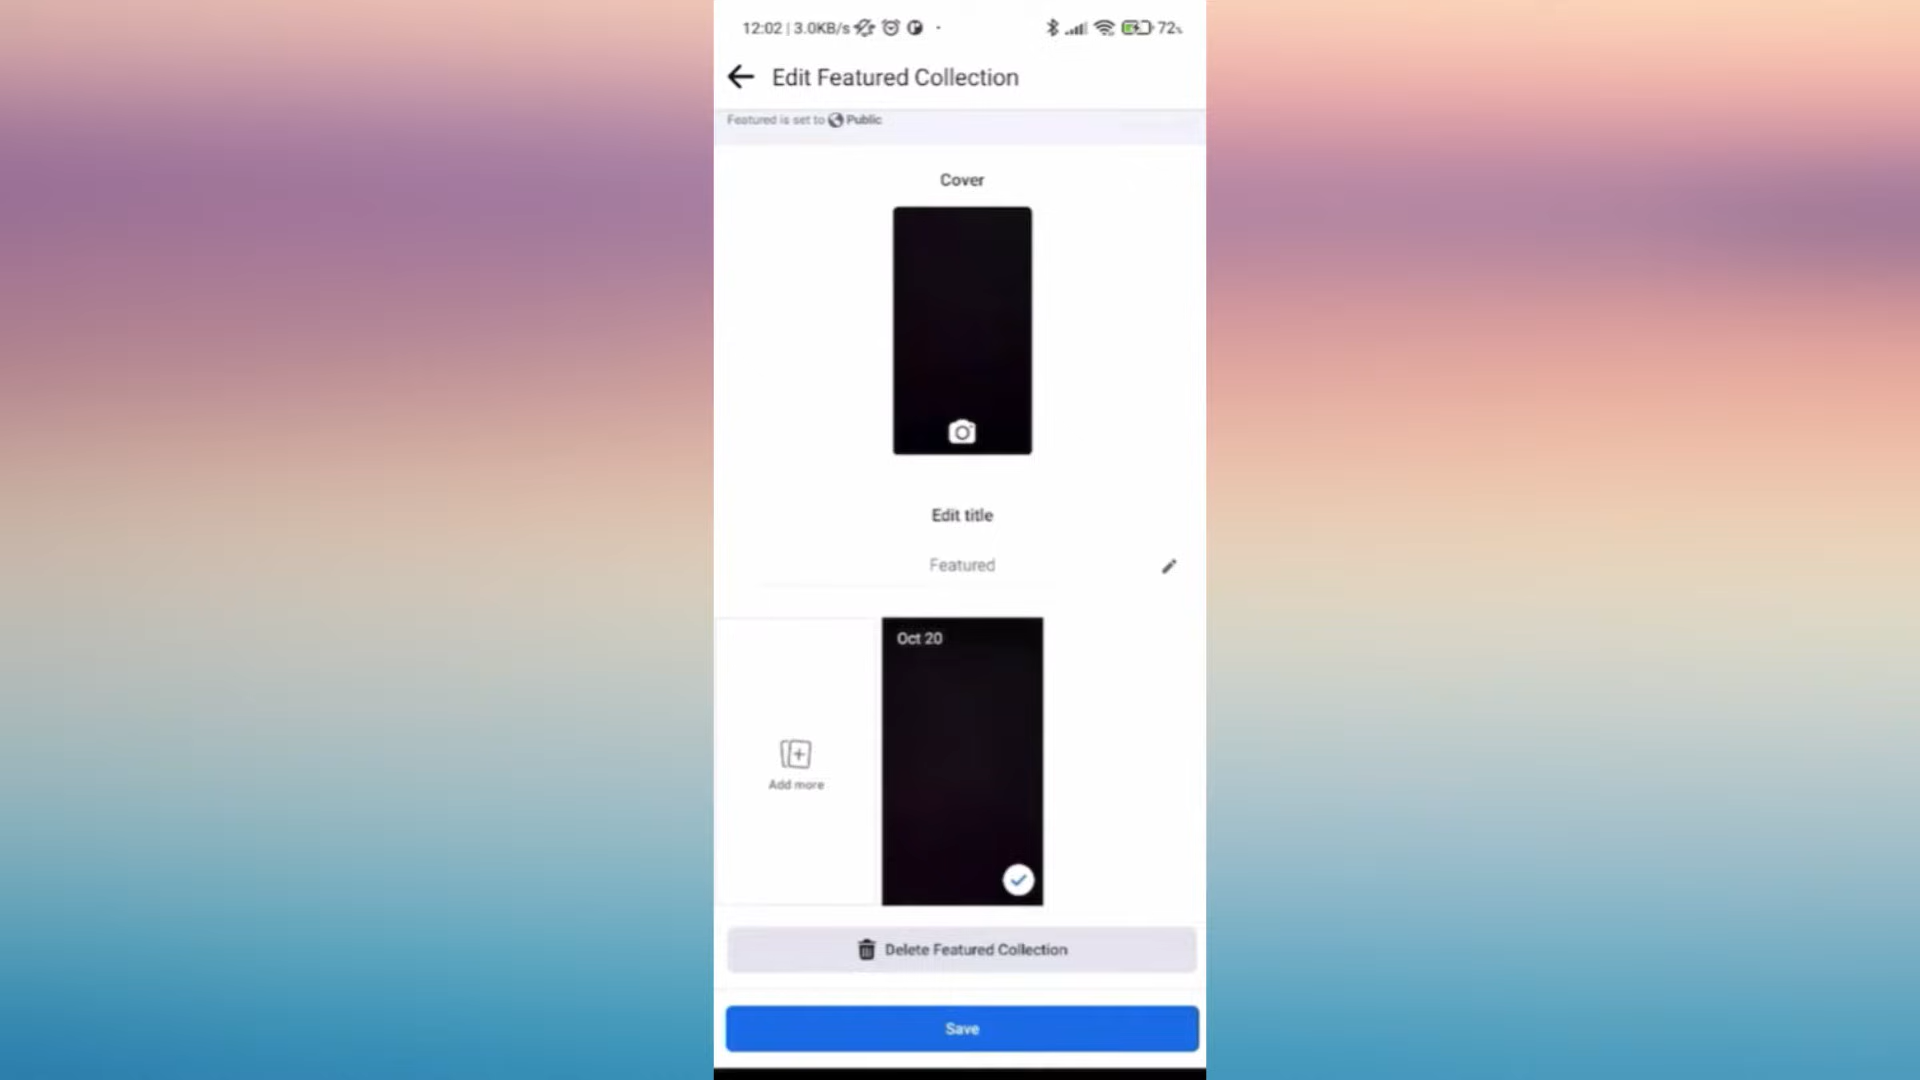 12:02 | 3.0KB/s 72%
Edit Featured Collection
Featured is set to Public
Cover
Edit title
Featured
Oct 20
Add more
Delete Featured Collection
Save